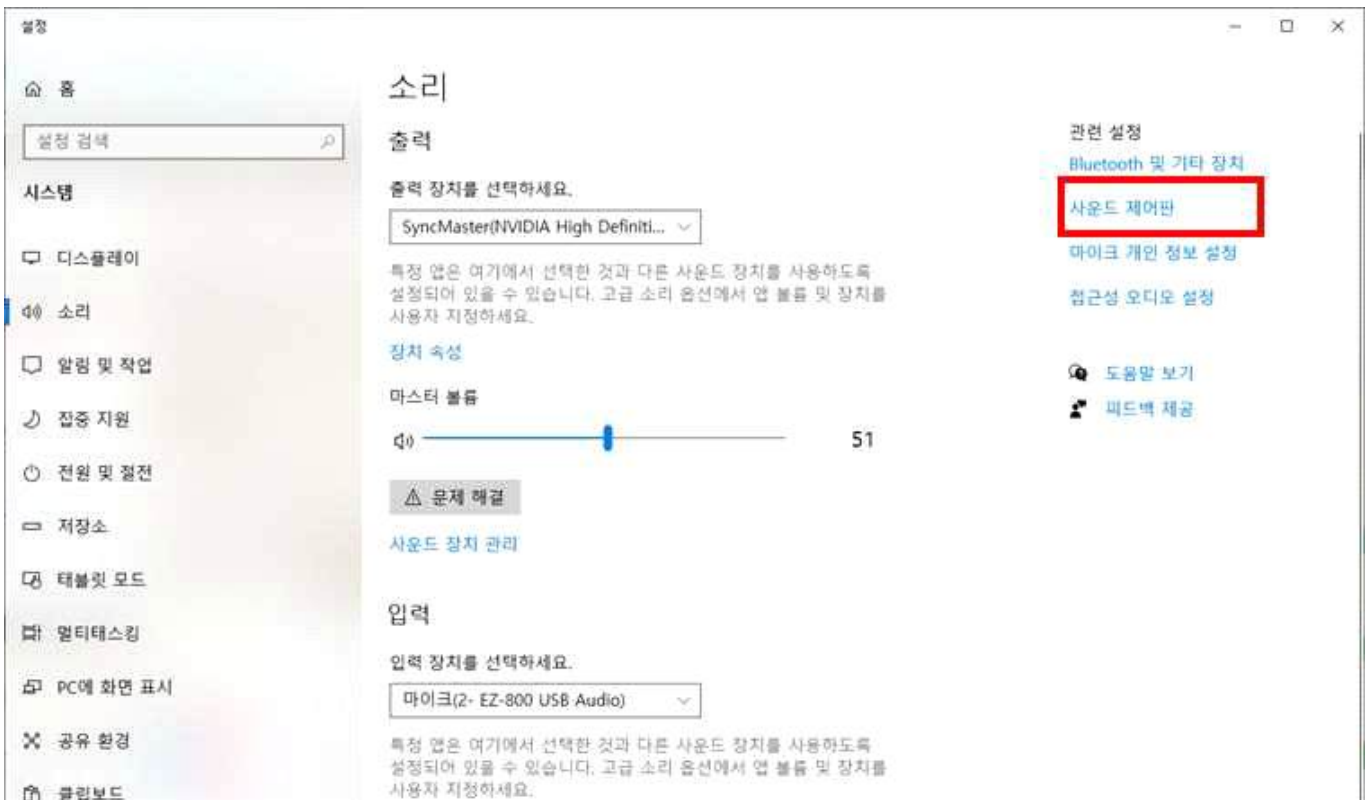 설정
홈
설정 검색
시스템
디스플레이
소리
알림 및 작업
집중 지원
전원 및 절전
저장소
태블릿 모드
멀티태스킹
PC에 화면 표시
공유 환경
클립보드
소리
출력
출력 장치를 선택하세요.
SyncMaster(NVIDIA High Definiti...
특정 앱은 여기에서 선택한 것과 다른 사운드 장치를 사용하도록
설정되어 있을 수 있습니다. 고급 소리 옵션에서 앱 볼륨 및 장치를
사용자 지정하세요.
장치 속성
마스터 볼륨
51
문제 해결
사운드 장치 관리
입력
입력 장치를 선택하세요.
마이크(2- EZ-800 USB Audio)
특정 앱은 여기에서 선택한 것과 다른 사운드 장치를 사용하도록
설정되어 있을 수 있습니다. 고급 소리 옵션에서 앱 볼륨 및 장치를
사용자 지정하세요.
관련 설정
Bluetooth 및 기타 장치
사운드 제어판
마이크 개인 정보 설정
접근성 오디오 설정
도움말 보기
피드백 제공